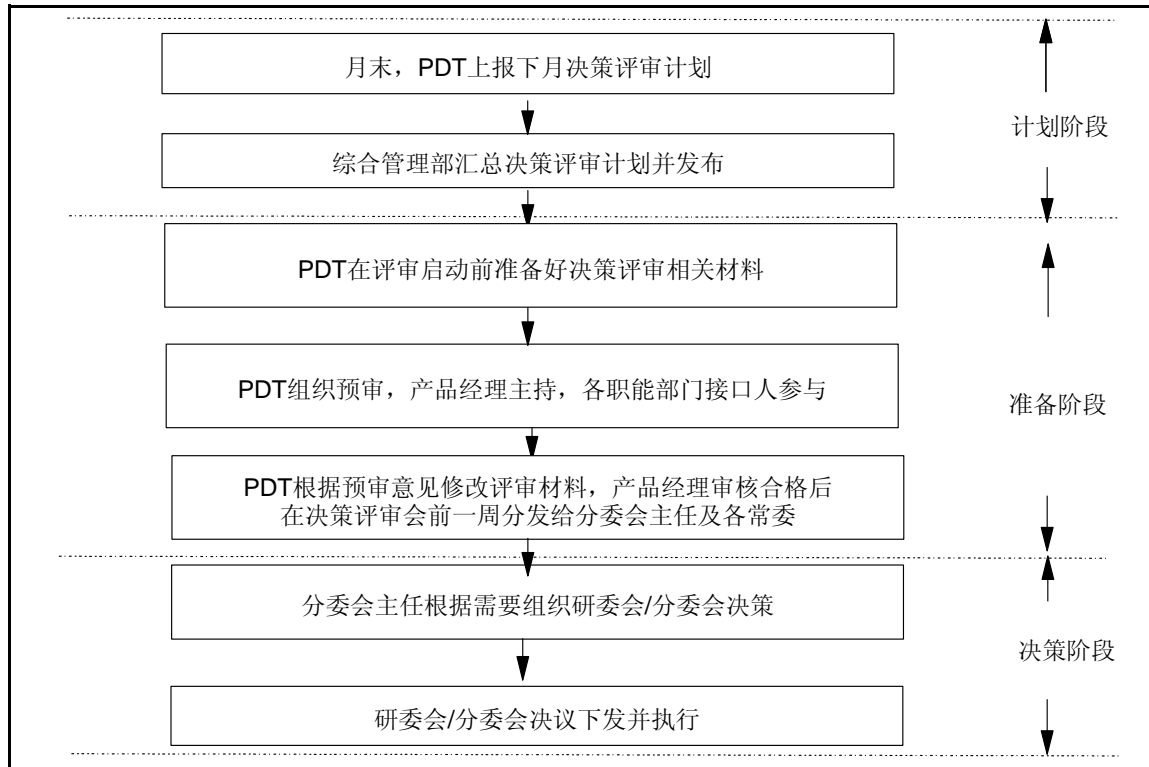 月末，PDT上报下月决策评审计划
计划阶段
综合管理部汇总决策评审计划并发布
PDT在评审启动前准备好决策评审相关材料
PDT组织预审，产品经理主持，各职能部门接口人参与
准备阶段
PDT根据预审意见修改评审材料，产品经理审核合格后
在决策评审会前一周分发给分委会主任及各常委
分委会主任根据需要组织研委会/分委会决策
决策阶段
研委会/分委会决议下发并执行